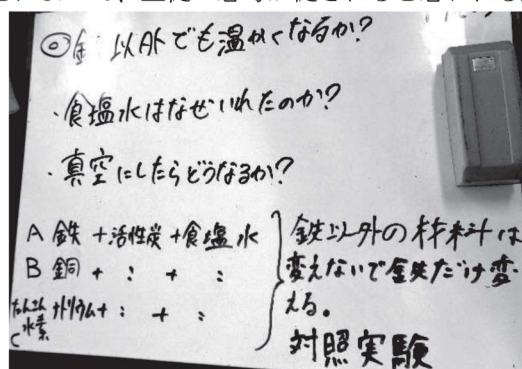 ◎鉄以外でも温かくなるか?
・食塩水はなぜいれたのか?
・真空にしたらどうなるか?
A 鉄 +活性炭+食塩水
B 銅 + : + :
たんさん水素
C ナトリウム+ : + :
鉄以外の材料は
変えないで鉄だけ変
える。
対照実験